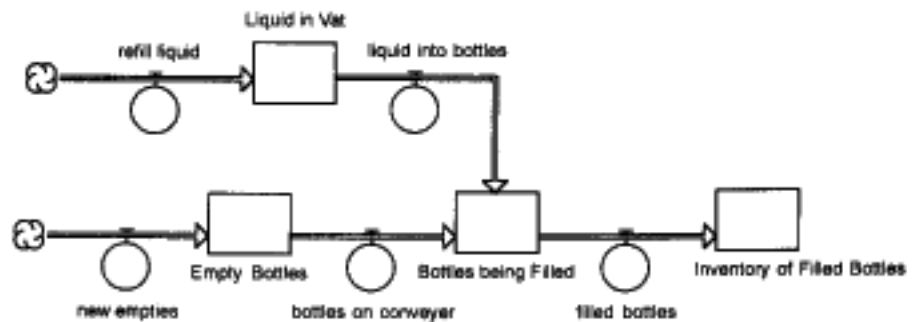 Liquid in Vat
refill liquid
liquid into bottles
Empty Bottles
Bottles being Filled
Inventory of Filled Bottles
new empties
bottles on conveyer
filled bottles